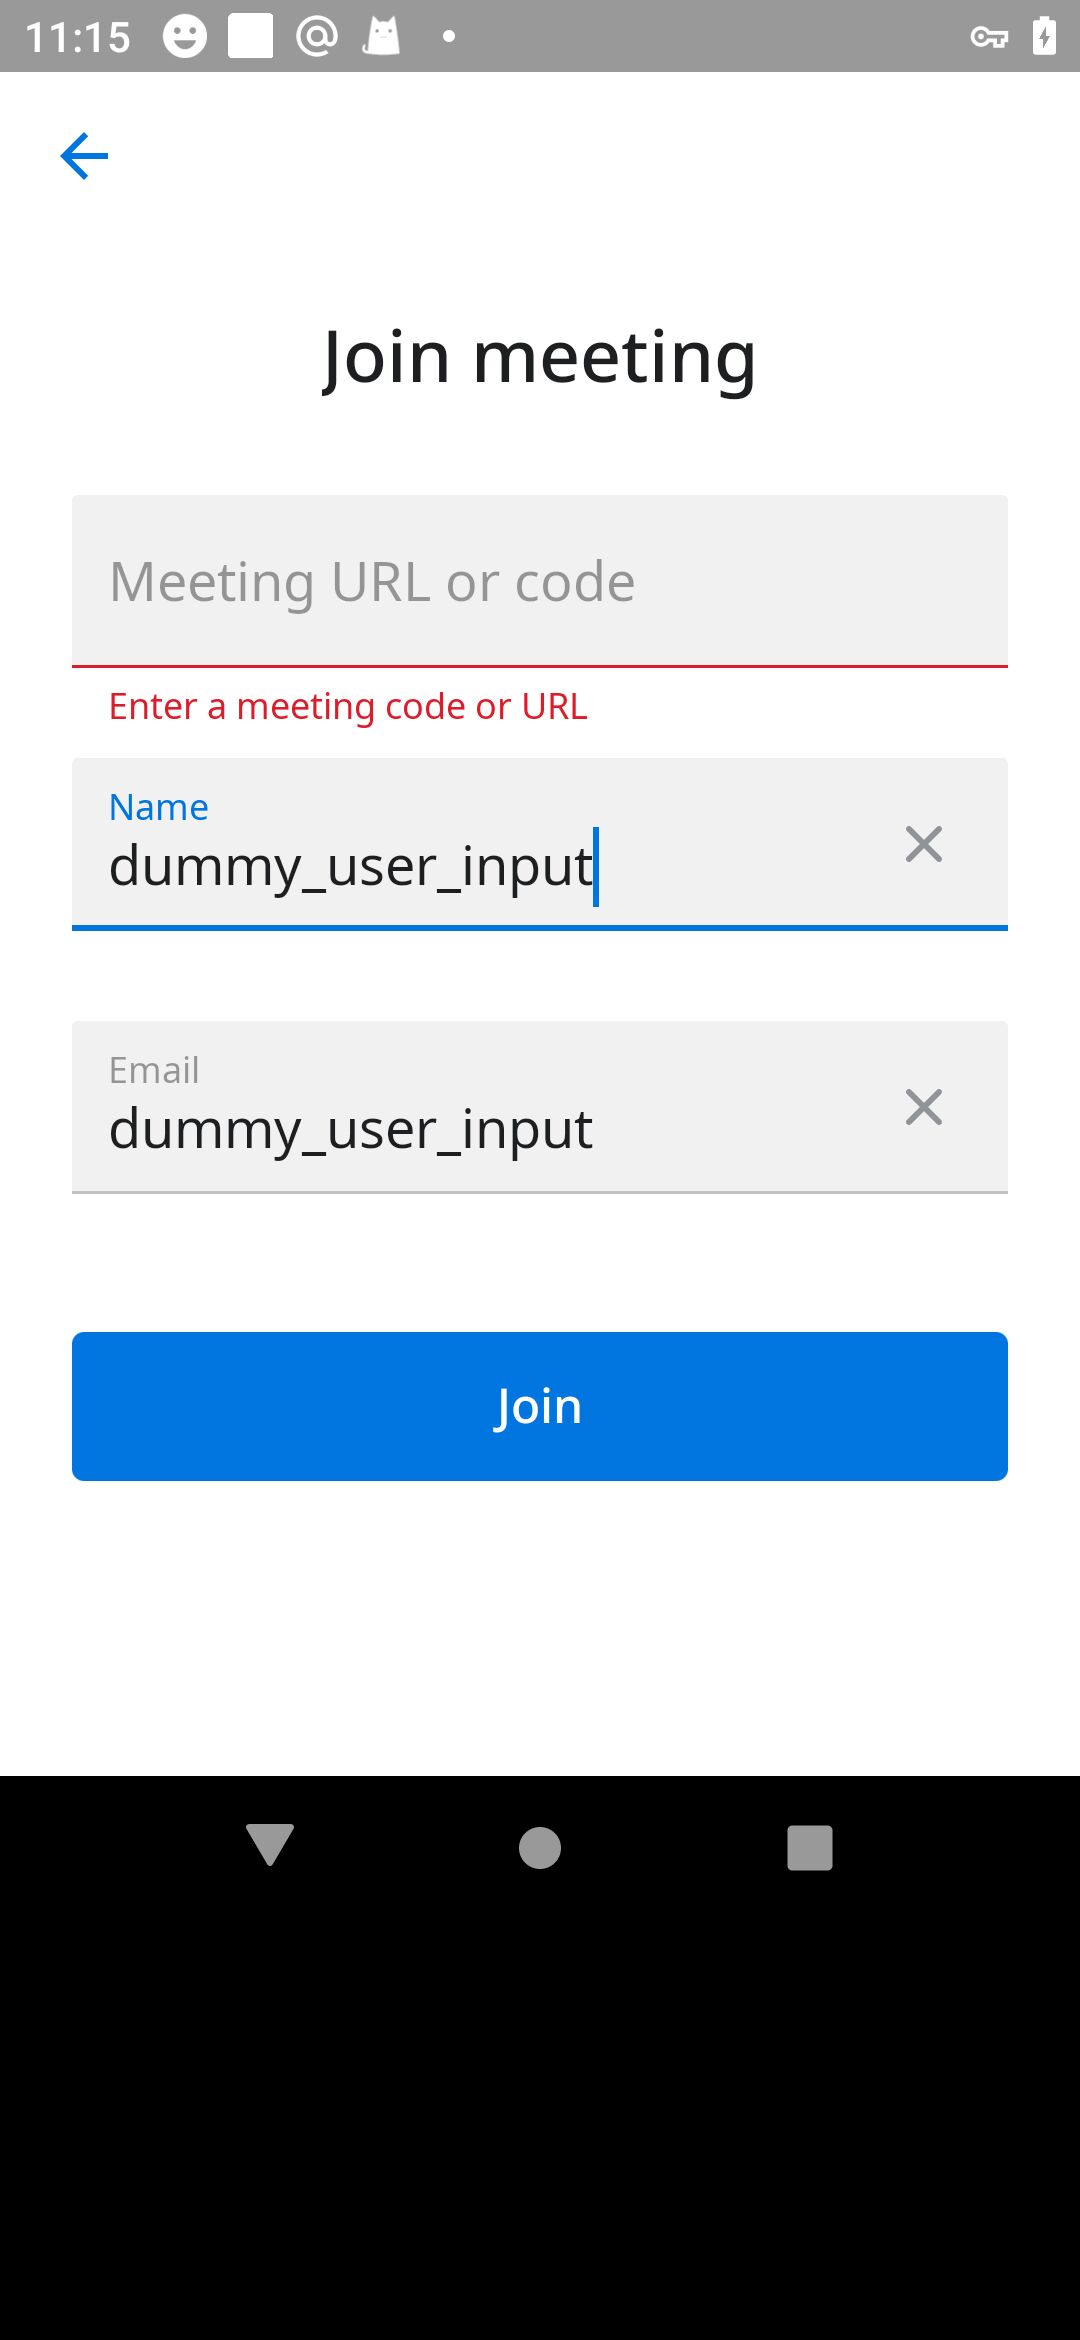 11:15
Join meeting
Meeting URL or code
Enter a meeting code or URL
Name
dummy_user_input
Email
dummy_user_input
Join